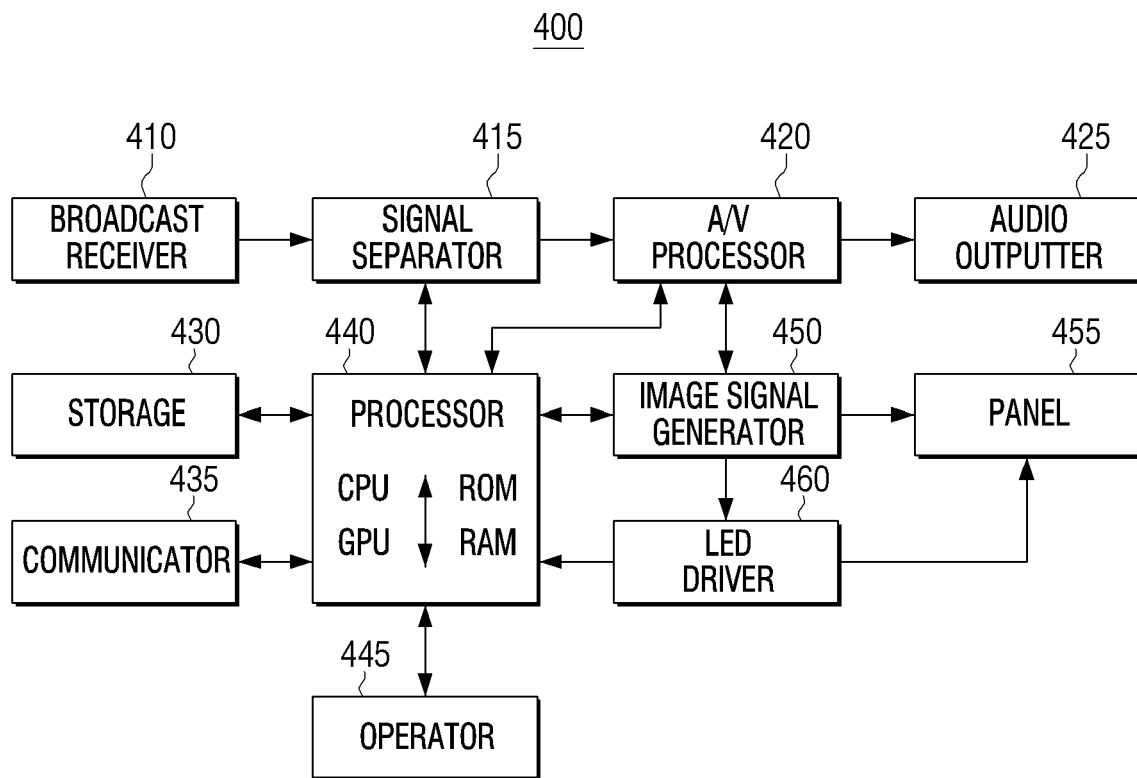 400
410
415
420
425
BROADCAST
RECEIVER
SIGNAL
SEPARATOR
A/V
PROCESSOR
AUDIO
OUTPUTTER
430
440
450
455
STORAGE
PROCESSOR
CPU
ROM
GPU
RAM
IMAGE SIGNAL
GENERATOR
PANEL
435
460
COMMUNICATOR
LED
DRIVER
445
OPERATOR